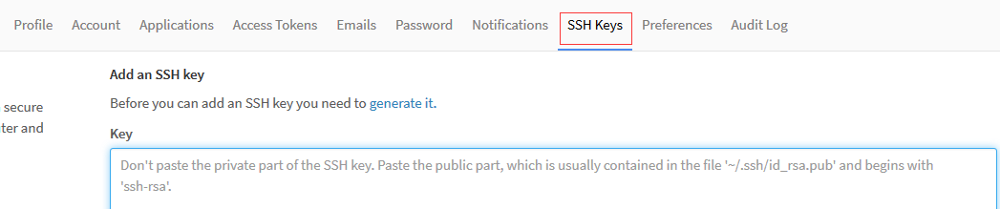 Profile Account Applications Access Tokens Emails Password Notifications SSH Keys Preferences Audit Log
Add an SSH key
secure
Before you can add an SSH key you need to generate it.
ter and
Key
Don't paste the private part of the SSH key. Paste the public part, which is usually contained in the file '~/.ssh/id_rsa.pub' and begins with
'ssh-rsa'.